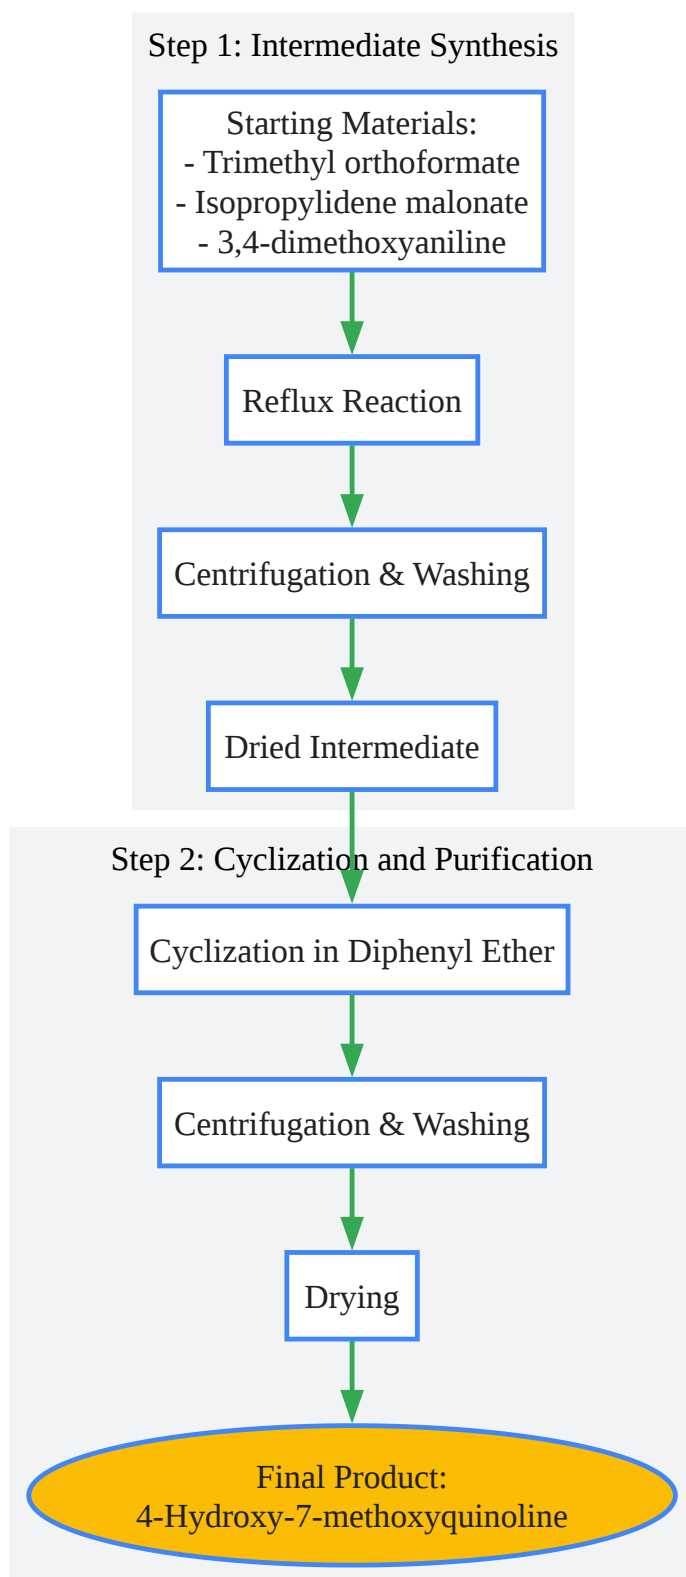 Step 1: Intermediate Synthesis
Starting Materials:
- Trimethyl orthoformate
- Isopropylidene malonate
- 3,4-dimethoxyaniline
Reflux Reaction
Centrifugation & Washing
Dried Intermediate
Step 2: Cyclization and Purification
Cyclization in Diphenyl Ether
Centrifugation & Washing
Drying
Final Product:
4-Hydroxy-7-methoxyquinoline